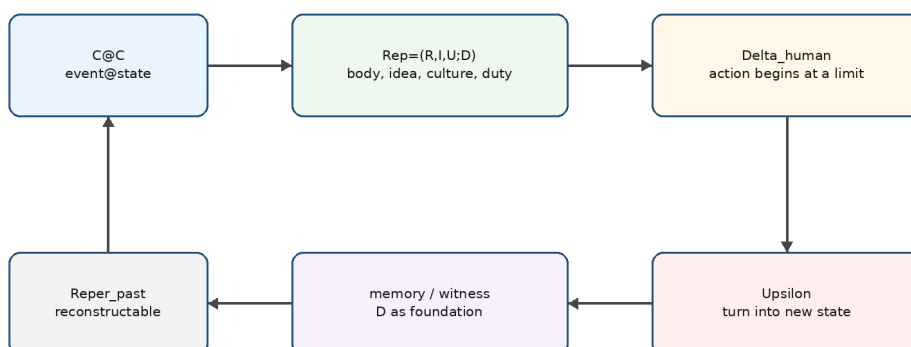 C@C
event@state
Rep=(R,I,U;D)
body, idea, culture, duty
Delta_human
action begins at a limit
Reper_past
reconstructable
memory / witness
D as foundation
Upsilon
turn into new state